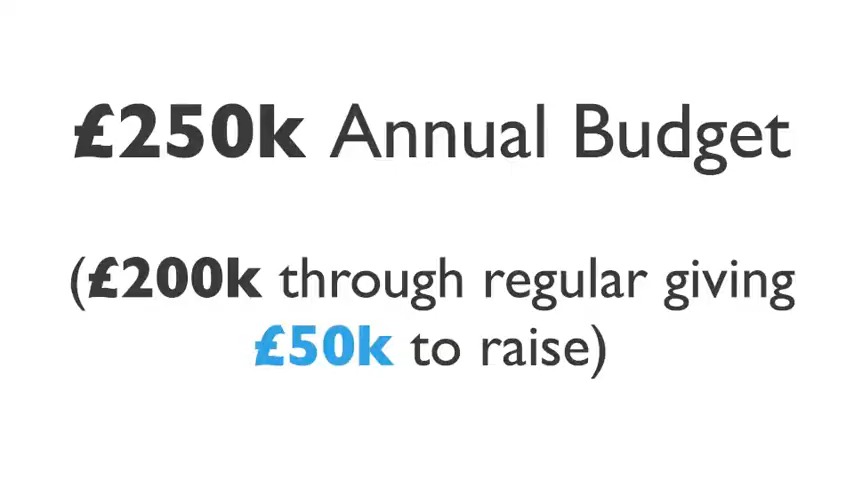 £250k Annual Budget
(£200k through regular giving
£50k to raise)